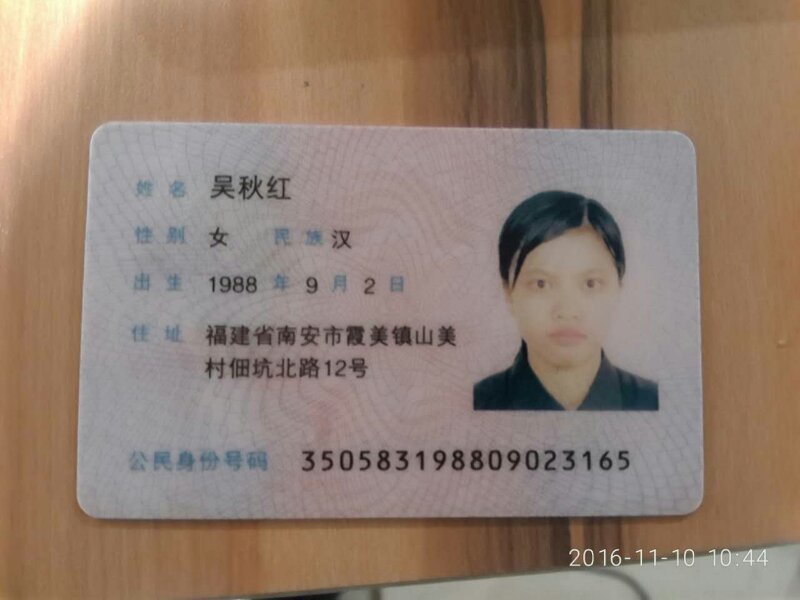 姓名 吴秋红
性别 女 民族 汉
出生 1988 年 9 月 2 日
住址 福建省南安市霞美镇山美
村佃坑北路12号
公民身份号码 350583198809023165
2016-11-10 10:44